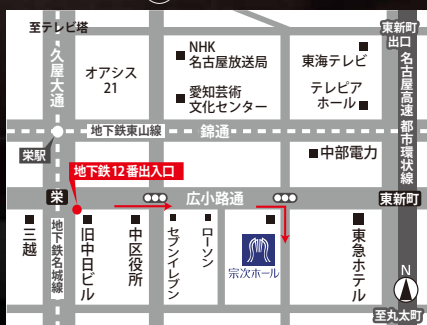 至テレビ塔
久屋大通
オアシス
21
NHK
名古屋放送局
愛知芸術
文化センター
東海テレビ
テレピア
ホール
東新町
出口
名古屋高速 都市環状線
地下鉄東山線
錦通
栄駅
地下鉄12番出入口
中部電力
栄
広小路通
東新町
三越
地下鉄名城線
旧中日ビル
中区役所
セブンイレブン
ローソン
宗次ホール
東急ホテル
N
至丸太町